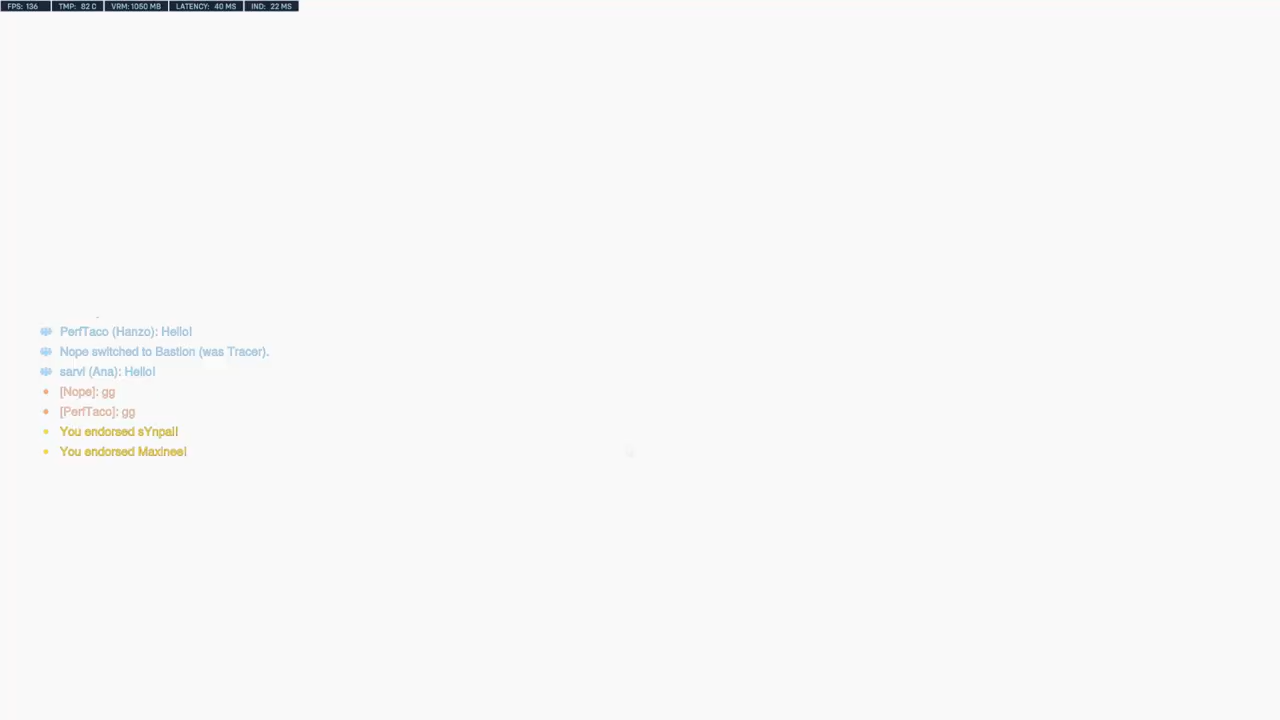 FPS: 136 TMP: 82 C VRM: 1050 MB LATENCY: 40 MS IND: 22 MS
PerfTaco (Hanzo): Hello!
Nope switched to Bastion (was Tracer).
sarvi (Ana): Hello!
[Nope]: gg
[PerfTaco]: gg
You endorsed sYnpall!
You endorsed Maxinee!